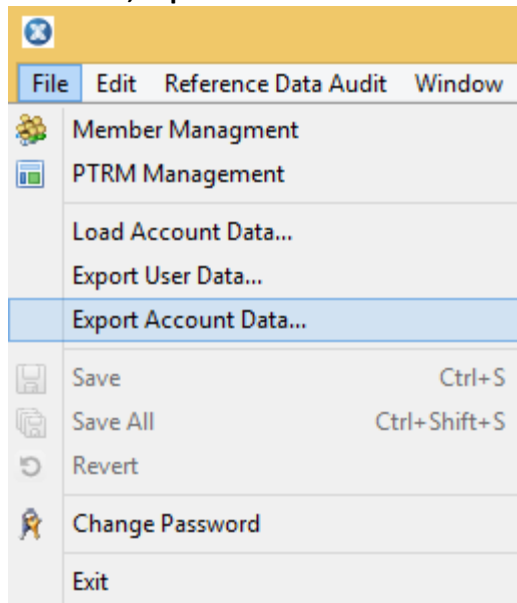 File Edit Reference Data Audit Window
Member Managment
PTRM Management
Load Account Data...
Export User Data...
Export Account Data...
Save Ctrl+S
Save All Ctrl+Shift+S
Revert
Change Password
Exit